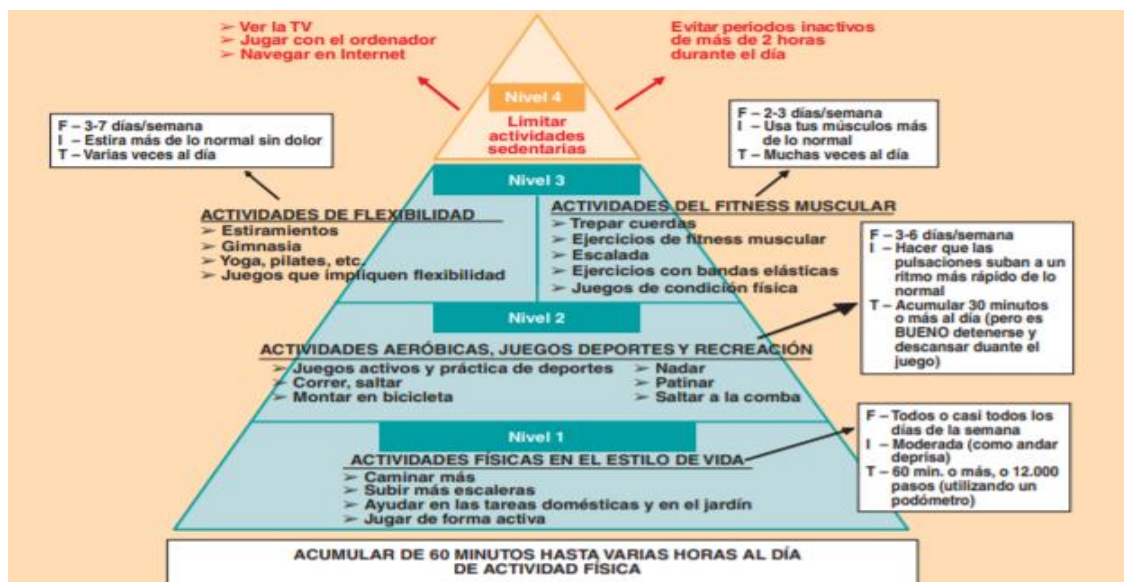 ➢ Ver la TV
➢ Jugar con el ordenador
➢ Navegar en Internet
Evitar periodos inactivos
de más de 2 horas
durante el día
Nivel 4
Limitar
actividades
sedentarias
F – 3-7 días/semana
I – Estira más de lo normal sin dolor
T – Varias veces al día
F – 2-3 días/semana
I – Usa tus músculos más
de lo normal
T – Muchas veces al día
Nivel 3
ACTIVIDADES DE FLEXIBILIDAD
➢ Estiramientos
➢ Gimnasia
➢ Yoga, pilates, etc.
➢ Juegos que impliquen flexibilidad
ACTIVIDADES DEL FITNESS MUSCULAR
➢ Trepar cuerdas
➢ Ejercicios de fitness muscular
➢ Escalada
➢ Ejercicios con bandas elásticas
➢ Juegos de condición física
F – 3-6 días/semana
I – Hacer que las
pulsaciones suban a un
ritmo más rápido de lo
normal
T – Acumular 30 minutos
o más al día (pero es
BUENO detenerse y
descansar duante el
juego)
Nivel 2
ACTIVIDADES AERÓBICAS, JUEGOS DEPORTES Y RECREACIÓN
➢ Juegos activos y práctica de deportes
➢ Correr, saltar
➢ Montar en bicicleta
➢ Nadar
➢ Patinar
➢ Saltar a la comba
F – Todos o casi todos los
días de la semana
I – Moderada (como andar
deprisa)
T – 60 min. o más, o 12.000
pasos (utilizando un
podómetro)
Nivel 1
ACTIVIDADES FÍSICAS EN EL ESTILO DE VIDA
➢ Caminar más
➢ Subir más escaleras
➢ Ayudar en las tareas domésticas y en el jardín
➢ Jugar de forma activa
ACUMULAR DE 60 MINUTOS HASTA VARIAS HORAS AL DÍA
DE ACTIVIDAD FÍSICA